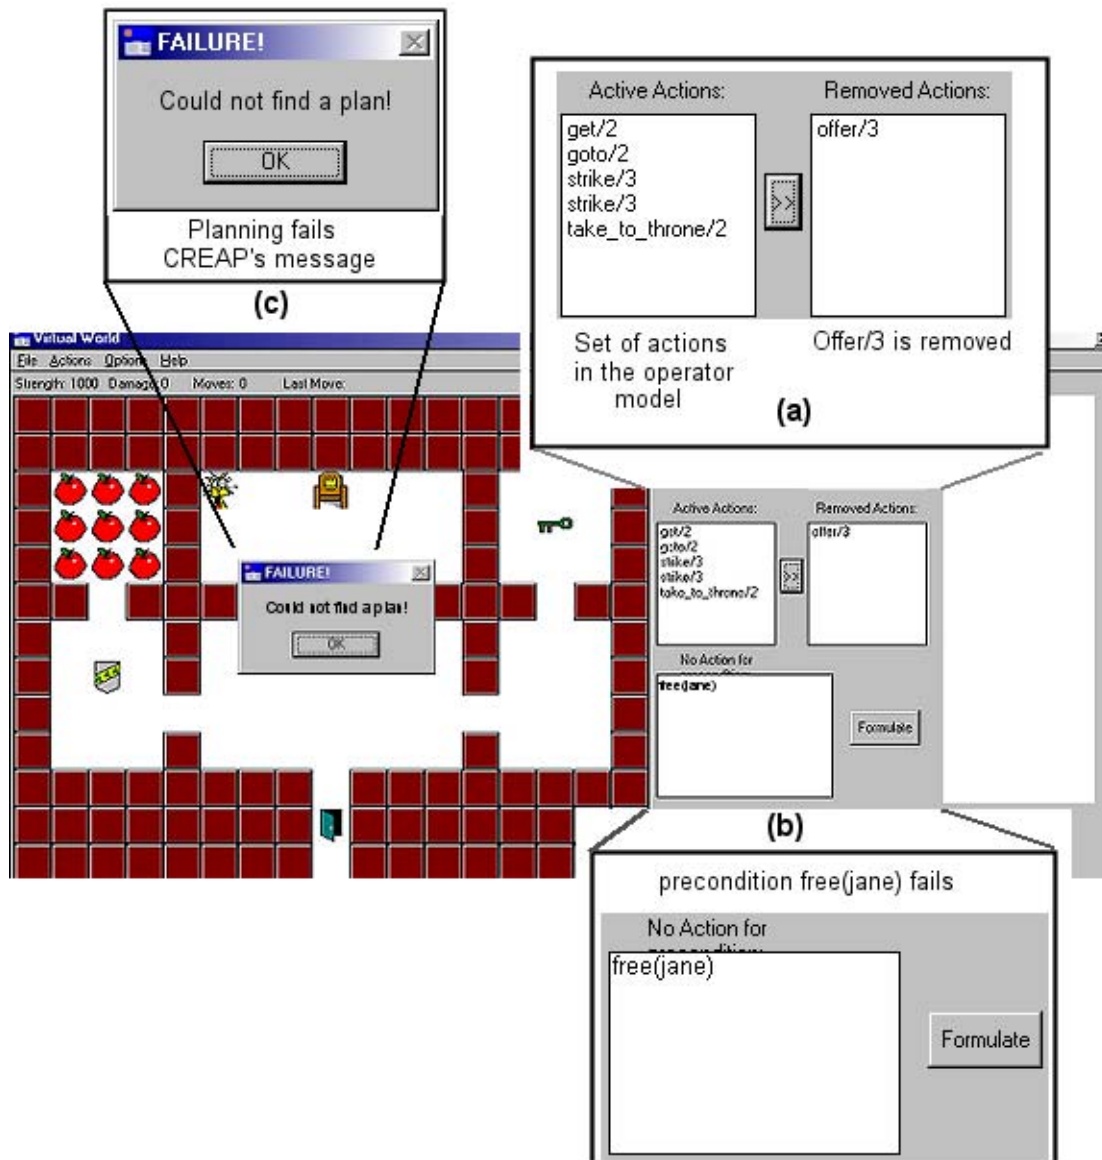 FAILURE!
Could not find a plan!
OK
Planning fails
CREAP's message
(c)
Active Actions:
Removed Actions:
get/2
goto/2
strike/3
strike/3
take_to_throne/2
>>
offer/3
Set of actions
in the operator
model
Offer/3 is removed
(a)
Virtual World
File Actions Options Help
Strength: 1000 Damage: 0 Moves: 0 Last Move:
FAILURE!
Could not find a plan!
OK
Active Actions:
Removed Actions:
get/2
goto/2
strike/3
strike/3
take_to_throne/2
>>
offer/3
No Action for
free(jane)
Formulate
(b)
precondition free(jane) fails
No Action for
precondition:
free(jane)
Formulate